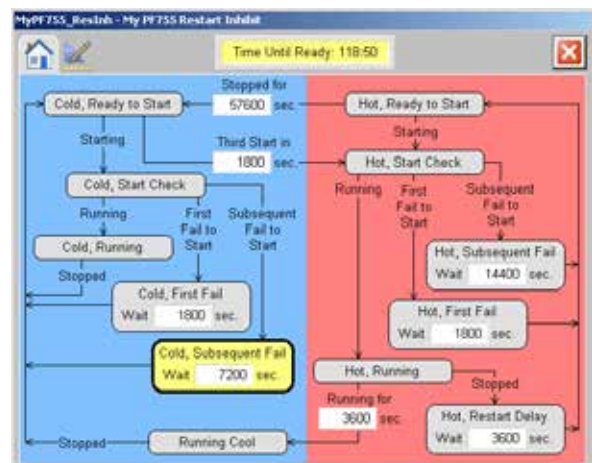 MyPF755_ResInh - My PF755 Restart Inhibit
Time Until Ready: 118:50
Stopped for
57600 sec.
Cold, Ready to Start
Hot, Ready to Start
Starting
Third Start in
1800 sec.
Starting
Hot, Start Check
Cold, Start Check
Running
First
Fail to
Start
Subsequent
Fail to
Start
Running
First
Fail to
Start
Subsequent
Fail to
Start
Cold, Running
Stopped
Hot, Subsequent Fail
Wait 14400 sec.
Cold, First Fail
Wait 1800 sec.
Hot, First Fail
Wait 1800 sec.
Cold, Subsequent Fail
Wait 7200 sec.
Hot, Running
Stopped
Running for
3600 sec.
Hot, Restart Delay
Wait 3600 sec.
Stopped
Running Cool